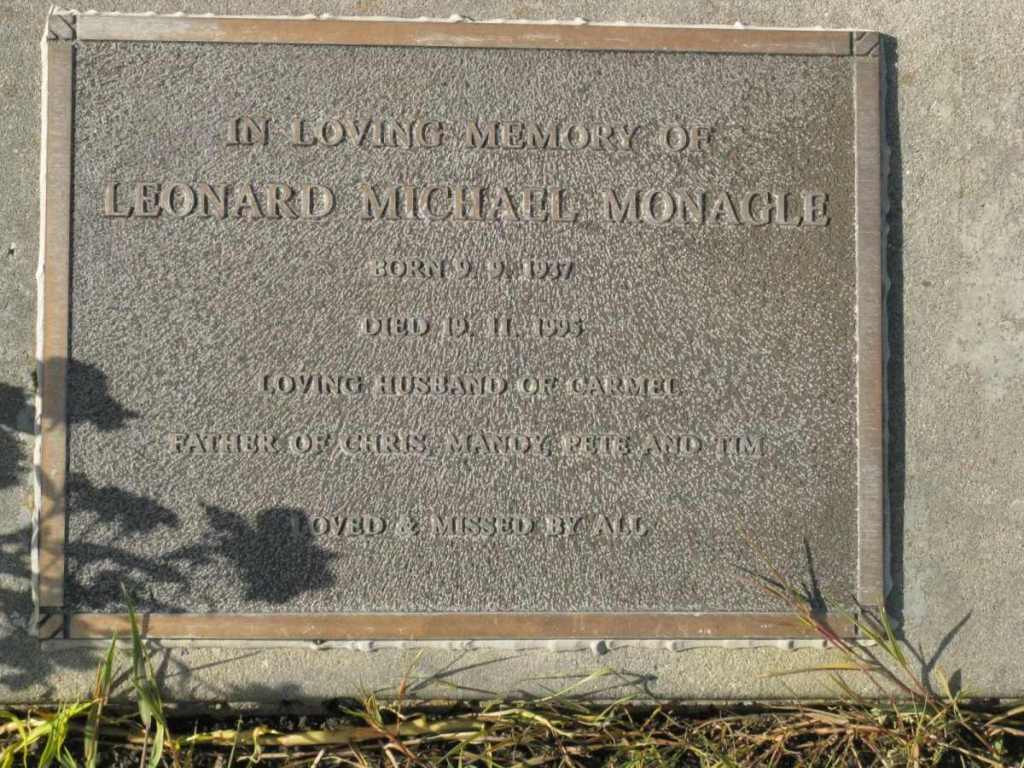 IN LOVING MEMORY OF
LEONARD MICHAEL MONAGLE
BORN 9. 9. 1937
DIED 19. 11. 1995
LOVING HUSBAND OF CARMEL
FATHER OF CHRIS, MANDY, PETE AND TIM
LOVED & MISSED BY ALL